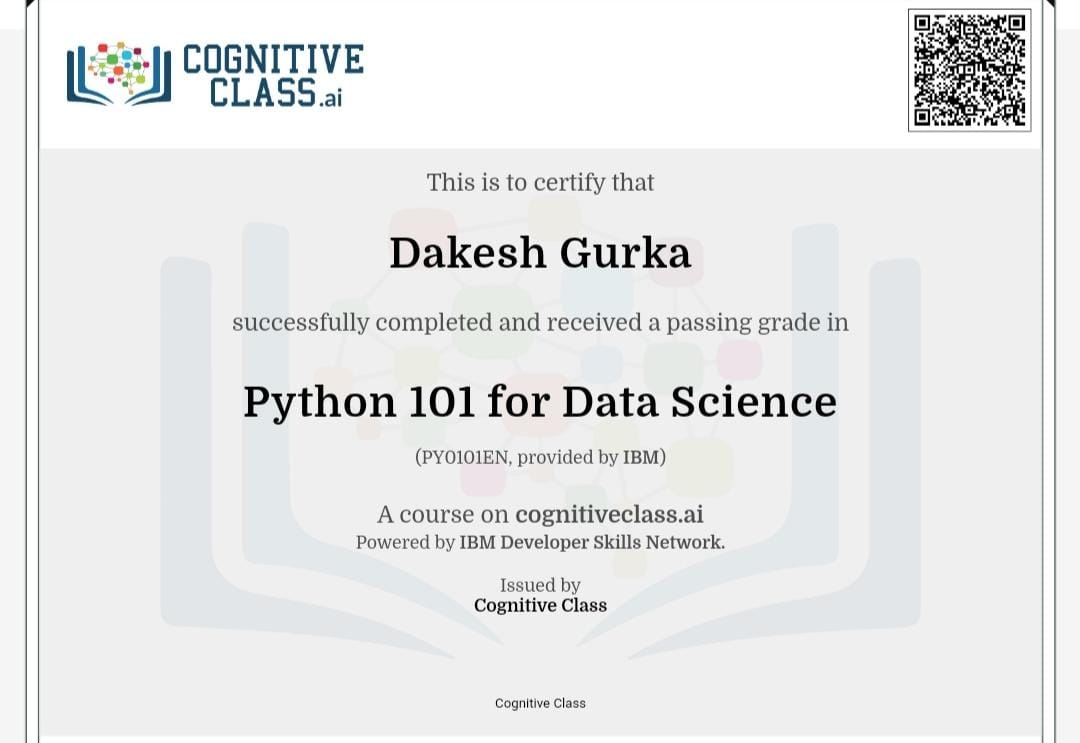 COGNITIVE
CLASS.ai
This is to certify that
Dakesh Gurka
successfully completed and received a passing grade in
Python 101 for Data Science
(PY0101EN, provided by IBM)
A course on cognitiveclass.ai
Powered by IBM Developer Skills Network.
Issued by
Cognitive Class
Cognitive Class